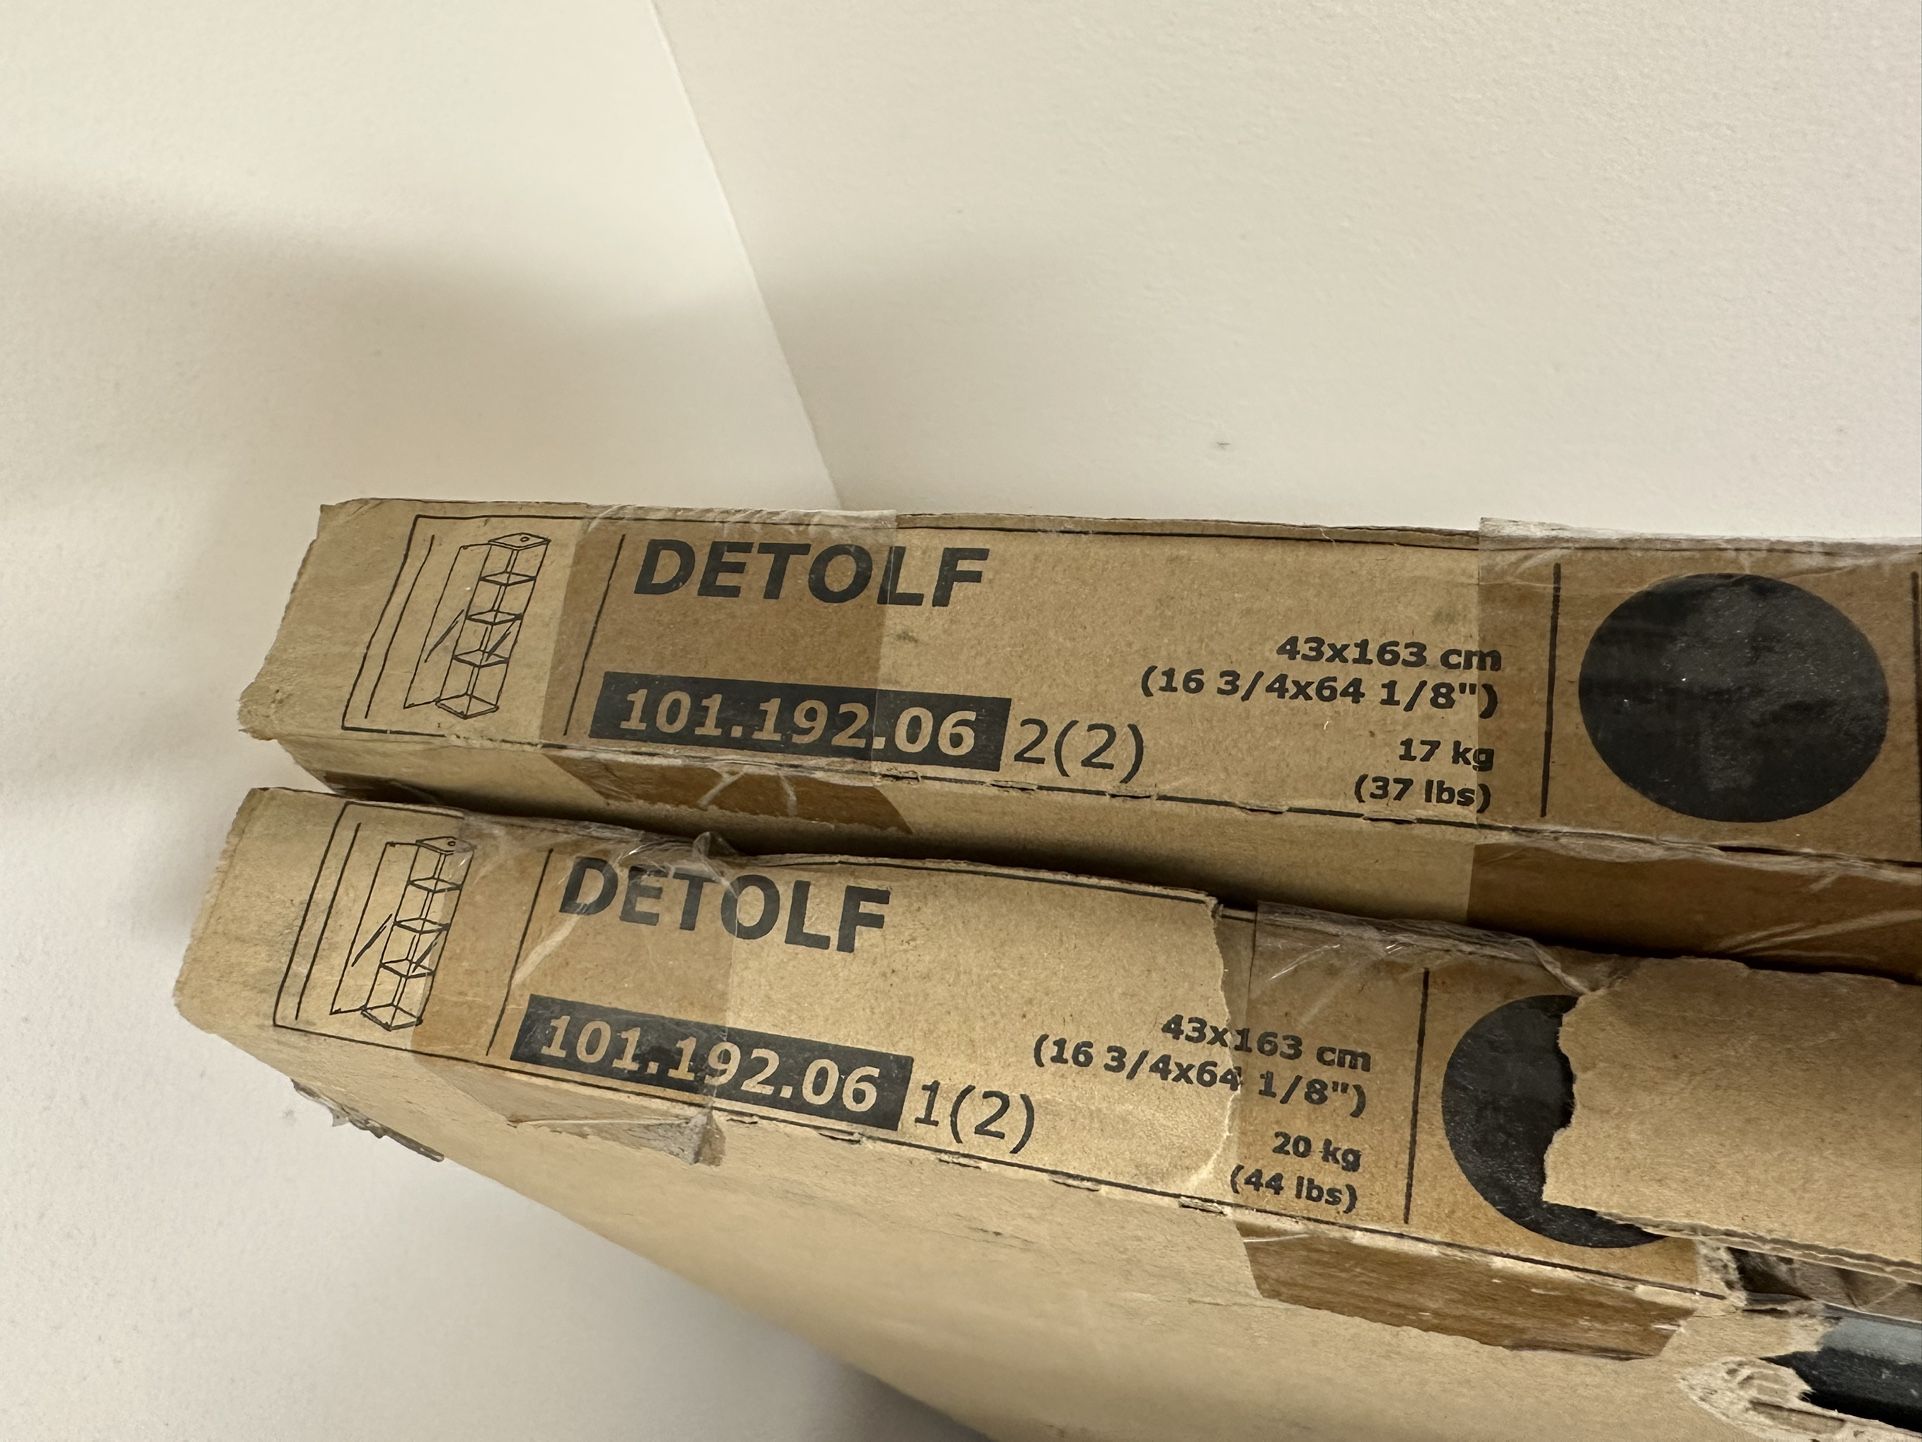 DETOLF
43x163 cm
(16 3/4x64 1/8")
101.192.06 2(2)
17 kg
(37 lbs)
DETOLF
43x163 cm
(16 3/4x64 1/8")
101.192.06 1(2)
20 kg
(44 lbs)